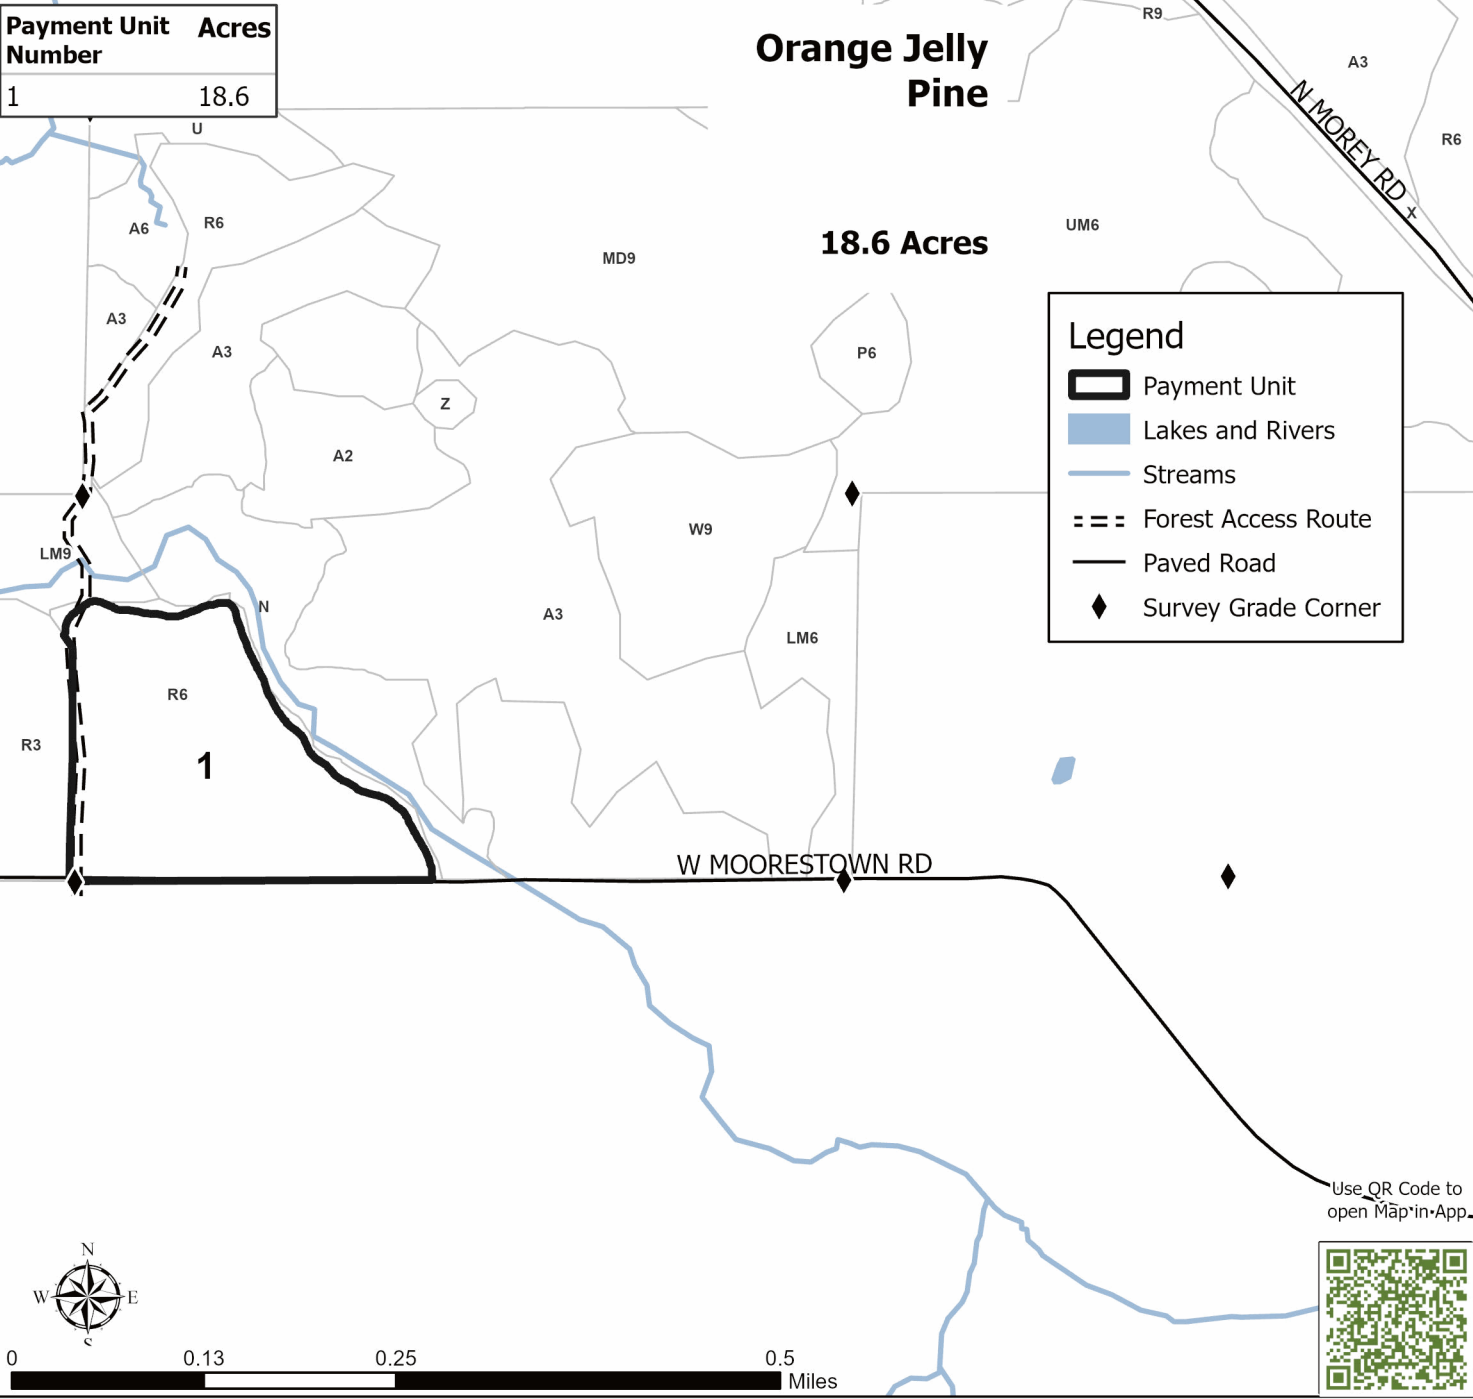 Payment Unit Number Acres
1 18.6
Orange Jelly
Pine
18.6 Acres
R9
A3
N MOREY RD
R6
U
A6
R6
MD9
UM6
A3
A3
P6
Z
A2
W9
LM9
N
A3
LM6
R6
R3
1
W MOORESTOWN RD
Legend
Payment Unit
Lakes and Rivers
Streams
Forest Access Route
Paved Road
Survey Grade Corner
Use QR Code to
open Map in App
N
W E
S
0 0.13 0.25 0.5
Miles